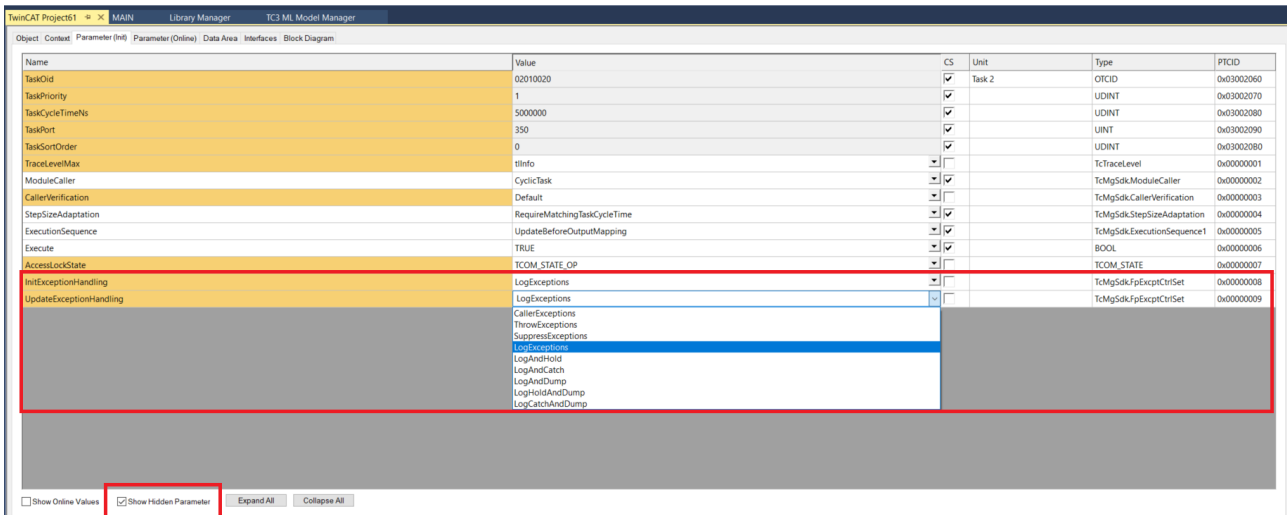 TwinCAT Project61 MAIN Library Manager TC3 ML Model Manager
Object Context Parameter (Init) Parameter (Online) Data Area Interfaces Block Diagram
Name Value CS Unit Type PTCID
TaskOid 02010020 Task 2 OTCID 0x03002060
TaskPriority 1 UDINT 0x03002070
TaskCycleTimeNs 5000000 UDINT 0x03002080
TaskPort 350 UINT 0x03002090
TaskSortOrder 0 UDINT 0x030020B0
TraceLevelMax tlInfo TcTraceLevel 0x00000001
ModuleCaller CyclicTask TcMgSdk.ModuleCaller 0x00000002
CallerVerification Default TcMgSdk.CallerVerification 0x00000003
StepSizeAdaptation RequireMatchingTaskCycleTime TcMgSdk.StepSizeAdaptation 0x00000004
ExecutionSequence UpdateBeforeOutputMapping TcMgSdk.ExecutionSequence1 0x00000005
Execute TRUE BOOL 0x00000006
AccessLockState TCOM_STATE_OP TCOM_STATE 0x00000007
InitExceptionHandling LogExceptions TcMgSdk.FpExcptCtrlSet 0x00000008
UpdateExceptionHandling LogExceptions TcMgSdk.FpExcptCtrlSet 0x00000009
CallerExceptions
ThrowExceptions
SuppressExceptions
LogExceptions
LogAndHold
LogAndCatch
LogAndDump
LogHoldAndDump
LogCatchAndDump
Show Online Values Show Hidden Parameter Expand All Collapse All